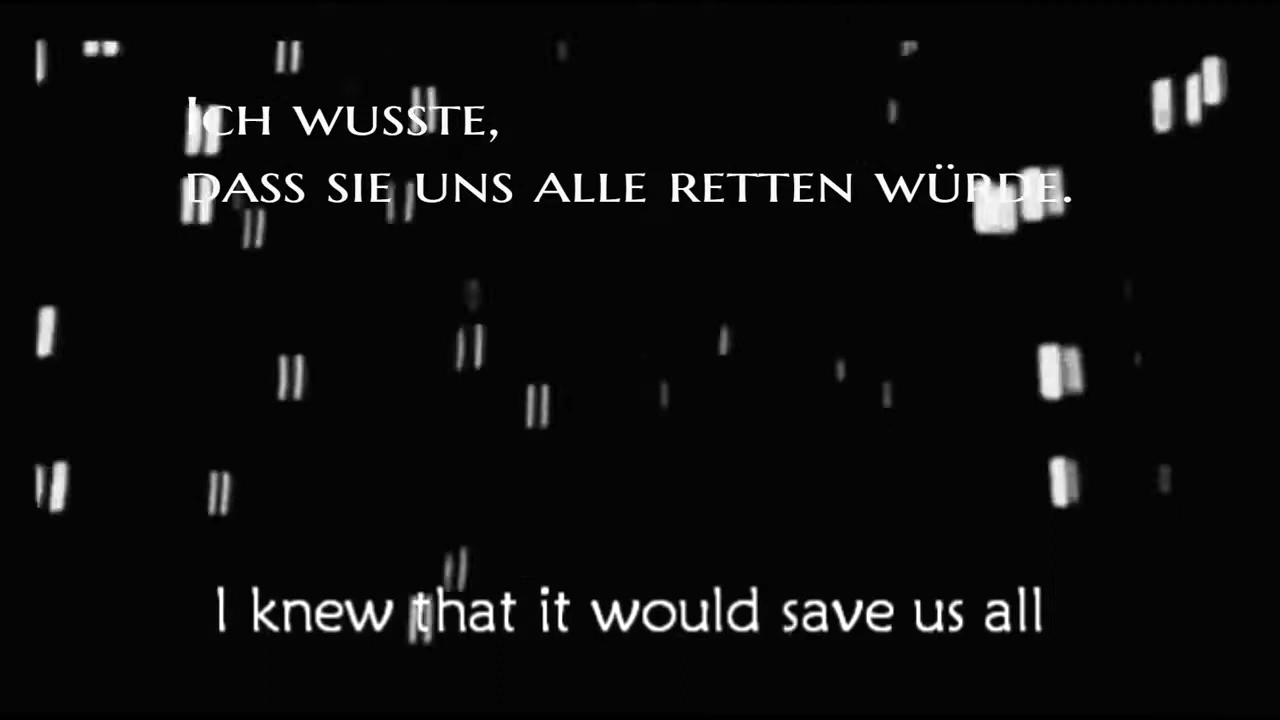 Ich wusste,
dass sie uns alle retten würde.
I knew that it would save us all